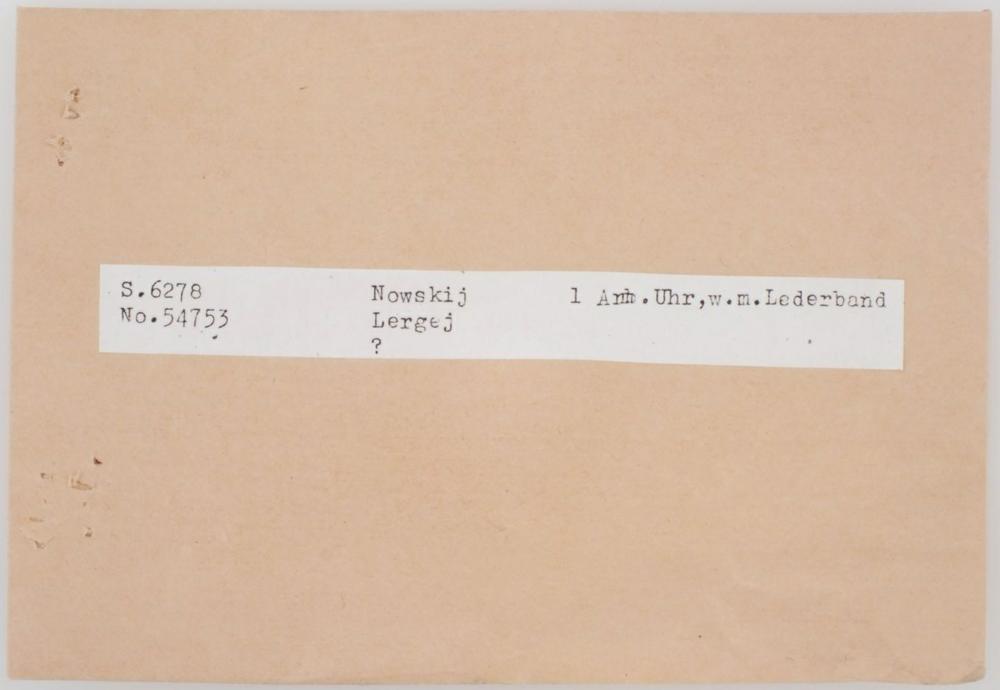 S.6278 Nowskij 1 Arm.Uhr,w.m.Lederband
No.54753 Lergej
?